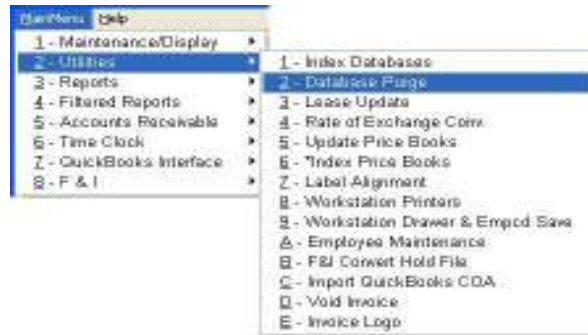 MainMenu Help
1 - Maintenance/Display
2 - Utilities
3 - Reports
4 - Filtered Reports
5 - Accounts Receivable
6 - Time Clock
7 - QuickBooks Interface
8 - F & I
1 - Index Databases
2 - Database Purge
3 - Lease Update
4 - Rate of Exchange Conv.
5 - Update Price Books
6 - *Index Price Books
7 - Label Alignment
8 - Workstation Printers
9 - Workstation Drawer & Empcd Save
A - Employee Maintenance
B - F&I Convert Hold File
C - Import QuickBooks COA
D - Void Invoice
E - Invoice Logo